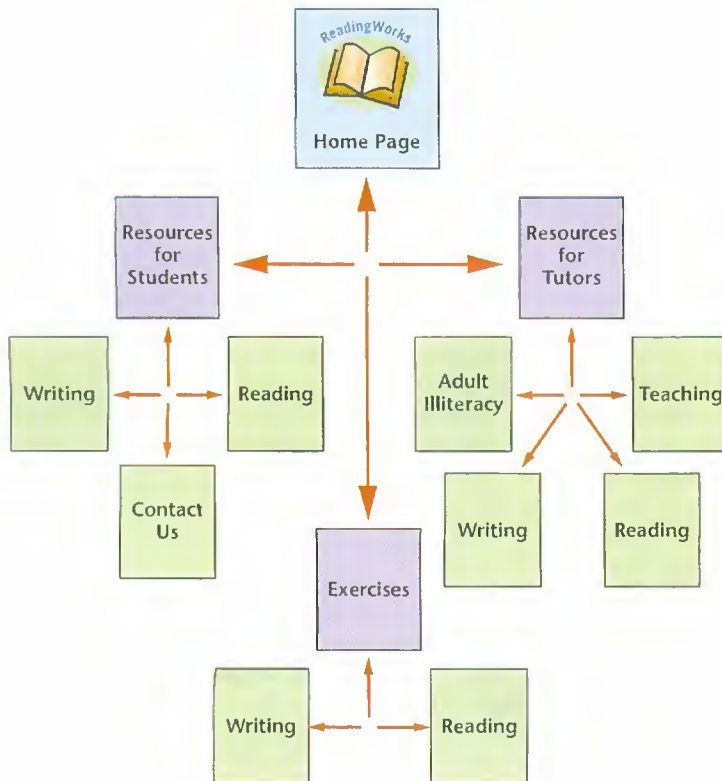 ReadingWorks
Home Page
Resources
for
Students
Resources
for
Tutors
Writing
Reading
Contact
Us
Adult
Illiteracy
Teaching
Writing
Reading
Exercises
Writing
Reading